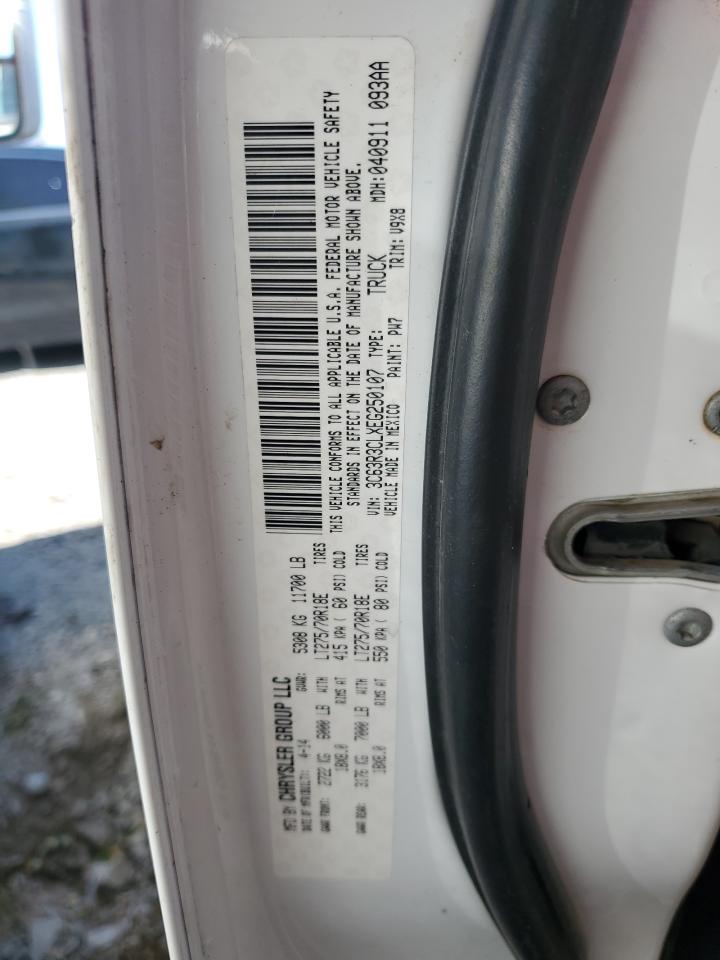 MFD BY: CHRYSLER GROUP LLC
DATE OF MFR(BUILT): 4-14 GVWR: 5308 KG 11700 LB
GAWR FRONT: 2722 KG 6000 LB WITH LT275/70R18E TIRES
18X8.0 RIMS AT 415 KPA( 60 PSI) COLD
GAWR REAR: 3176 KG 7000 LB WITH LT275/70R18E TIRES
18X8.0 RIMS AT 550 KPA( 80 PSI) COLD
THIS VEHICLE CONFORMS TO ALL APPLICABLE U.S.A. FEDERAL MOTOR VEHICLE SAFETY
STANDARDS IN EFFECT ON THE DATE OF MANUFACTURE SHOWN ABOVE.
VIN: 3C63R3CLXEG250107 TYPE: TRUCK MDH:040911 093AA
VEHICLE MADE IN MEXICO PAINT: PW7 TRIM: V9X8